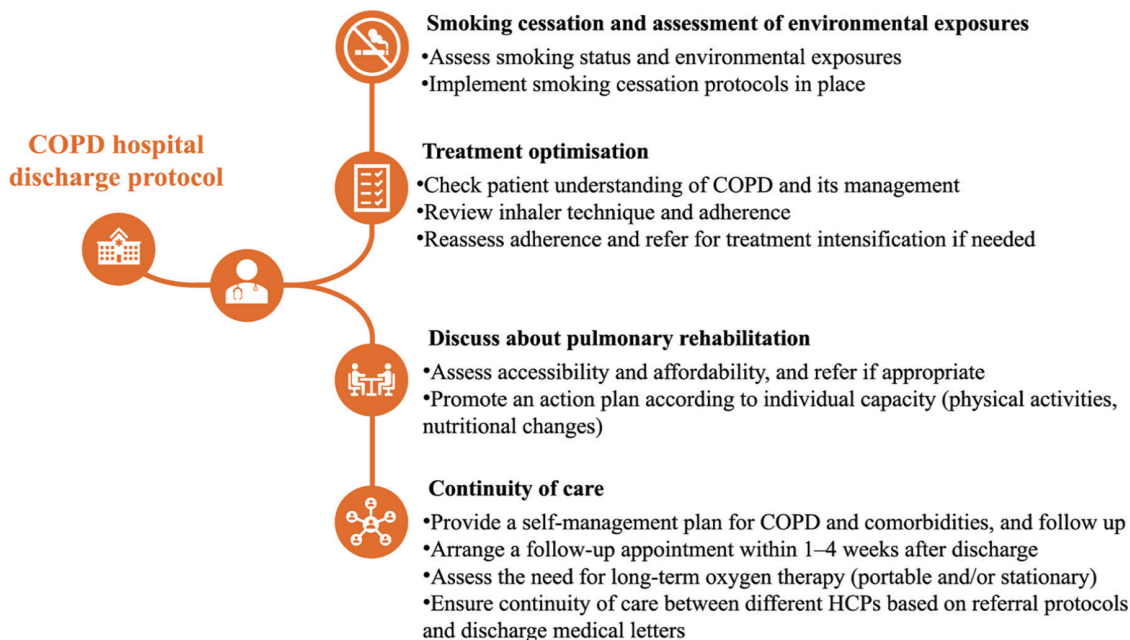 COPD hospital
discharge protocol
Smoking cessation and assessment of environmental exposures
•Assess smoking status and environmental exposures
•Implement smoking cessation protocols in place
Treatment optimisation
•Check patient understanding of COPD and its management
•Review inhaler technique and adherence
•Reassess adherence and refer for treatment intensification if needed
Discuss about pulmonary rehabilitation
•Assess accessibility and affordability, and refer if appropriate
•Promote an action plan according to individual capacity (physical activities,
nutritional changes)
Continuity of care
•Provide a self-management plan for COPD and comorbidities, and follow up
•Arrange a follow-up appointment within 1–4 weeks after discharge
•Assess the need for long-term oxygen therapy (portable and/or stationary)
•Ensure continuity of care between different HCPs based on referral protocols
and discharge medical letters